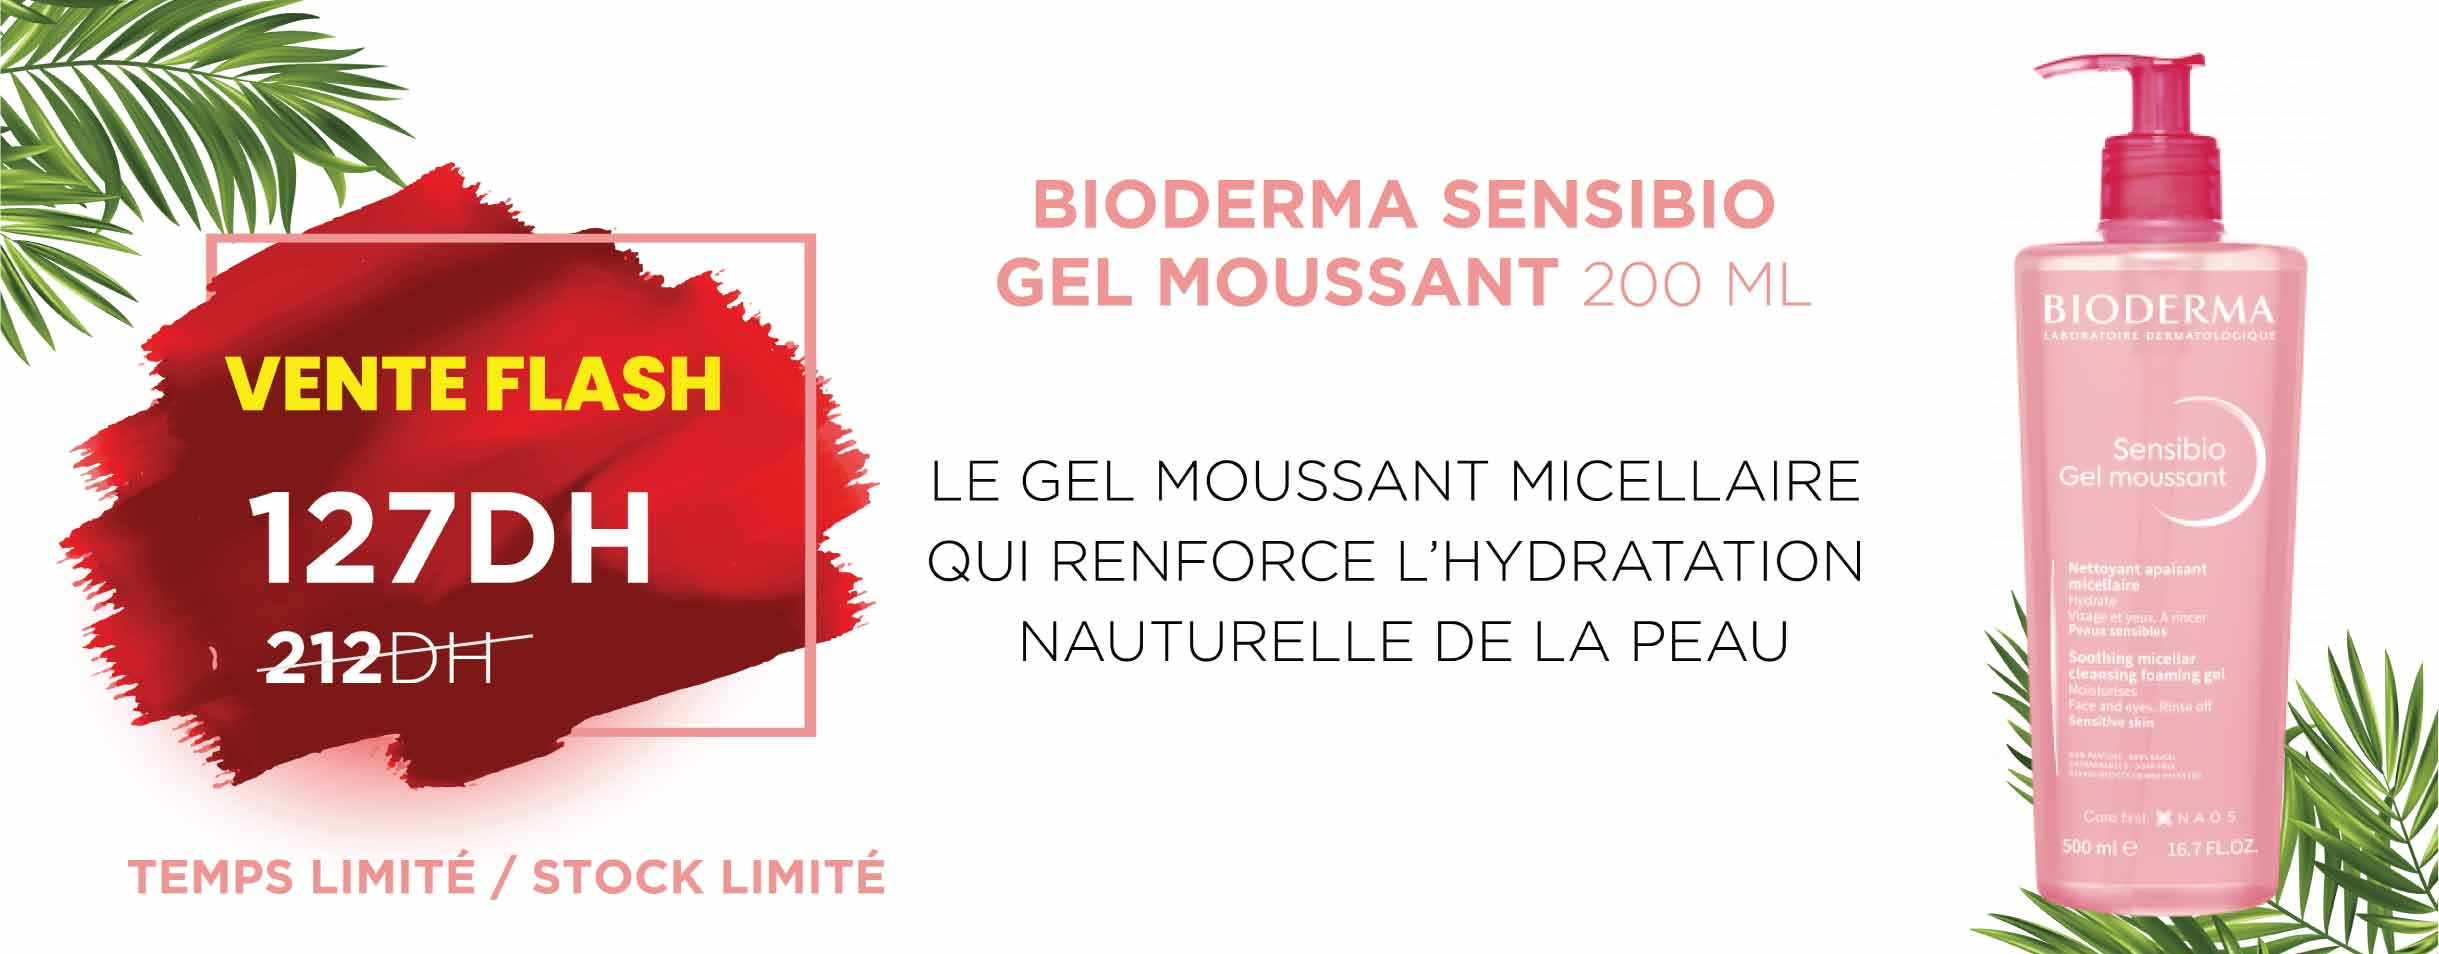 VENTE FLASH
127DH
212DH
TEMPS LIMITÉ / STOCK LIMITÉ
BIODERMA SENSIBIO
GEL MOUSSANT 200 ML
LE GEL MOUSSANT MICELLAIRE
QUI RENFORCE L'HYDRATATION
NAUTURELLE DE LA PEAU
BIODERMA
LABORATOIRE DERMATOLOGIQUE
Sensibio
Gel moussant
Nettoyant apaisant
micellaire
Hydrate
Visage et yeux. À rincer
Peaux sensibles
Soothing micellar
cleansing foaming gel
Moisturises
Face and eyes. Rinse off
Sensitive skin
Care first. NAOS
500 ml e 16.7 FL.OZ.